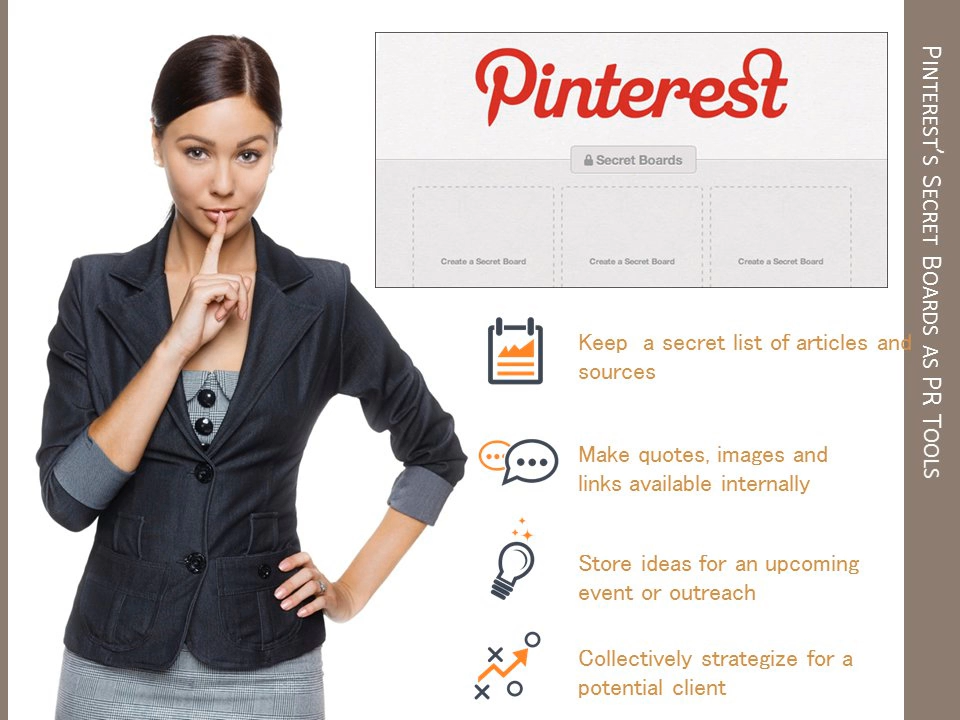 Pinterest
Secret Boards
Create a Secret Board
Create a Secret Board
Create a Secret Board
Keep  a secret list of articles and
sources
Make quotes, images and
links available internally
Store ideas for an upcoming
event or outreach
Collectively strategize for a
potential client
Pinterest's Secret Boards as PR Tools